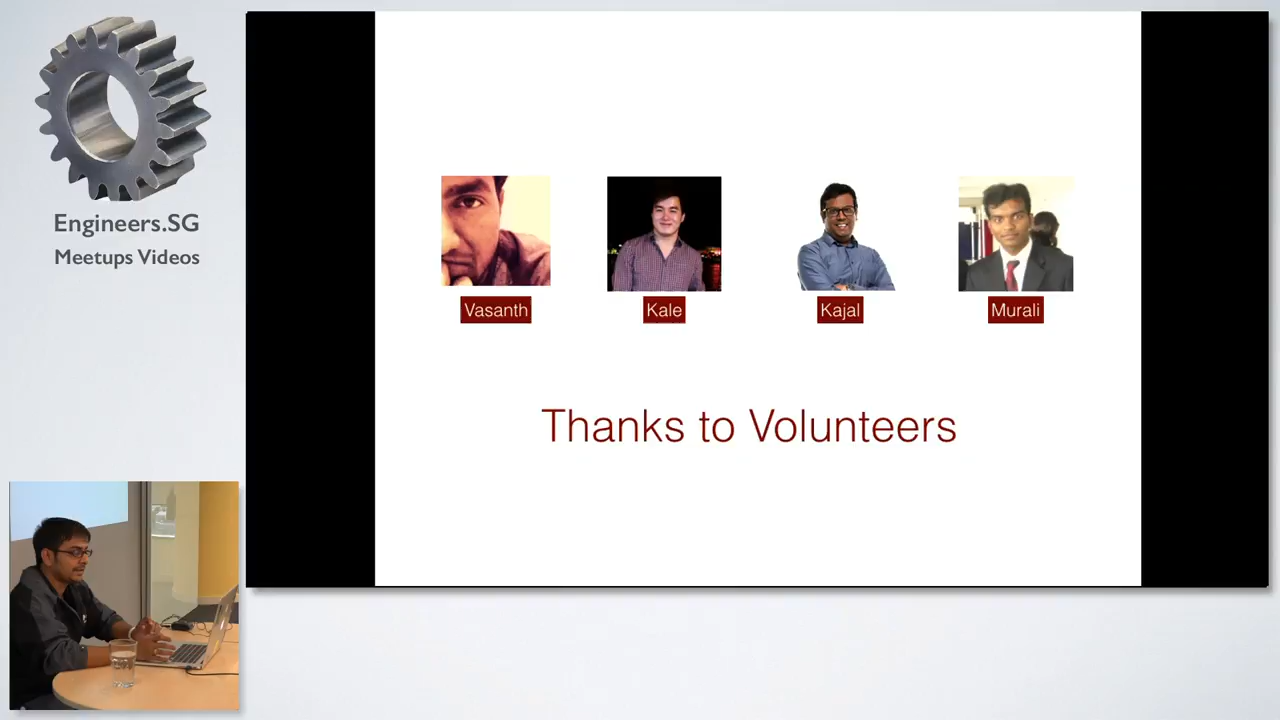 Engineers.SG
Meetups Videos
Vasanth
Kale
Kajal
Murali
Thanks to Volunteers